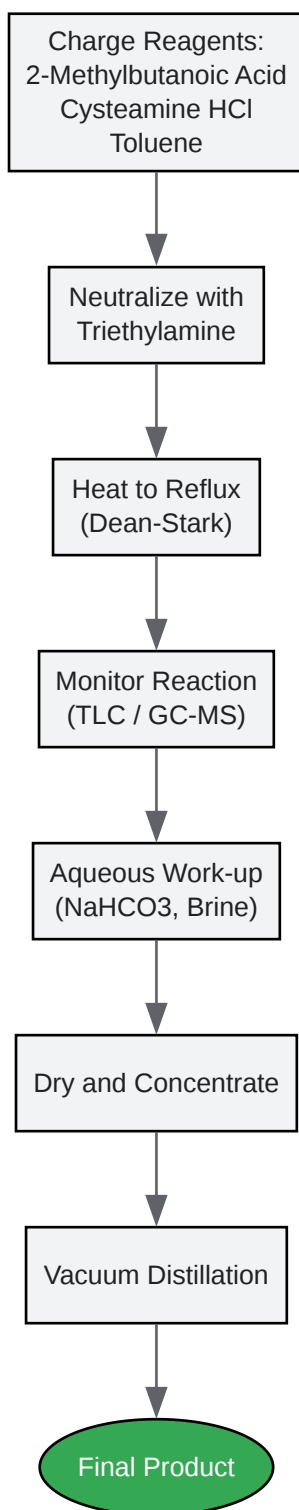 Charge Reagents:
2-Methylbutanoic Acid
Cysteamine HCl
Toluene
Neutralize with
Triethylamine
Heat to Reflux
(Dean-Stark)
Monitor Reaction
(TLC / GC-MS)
Aqueous Work-up
(NaHCO3, Brine)
Dry and Concentrate
Vacuum Distillation
Final Product